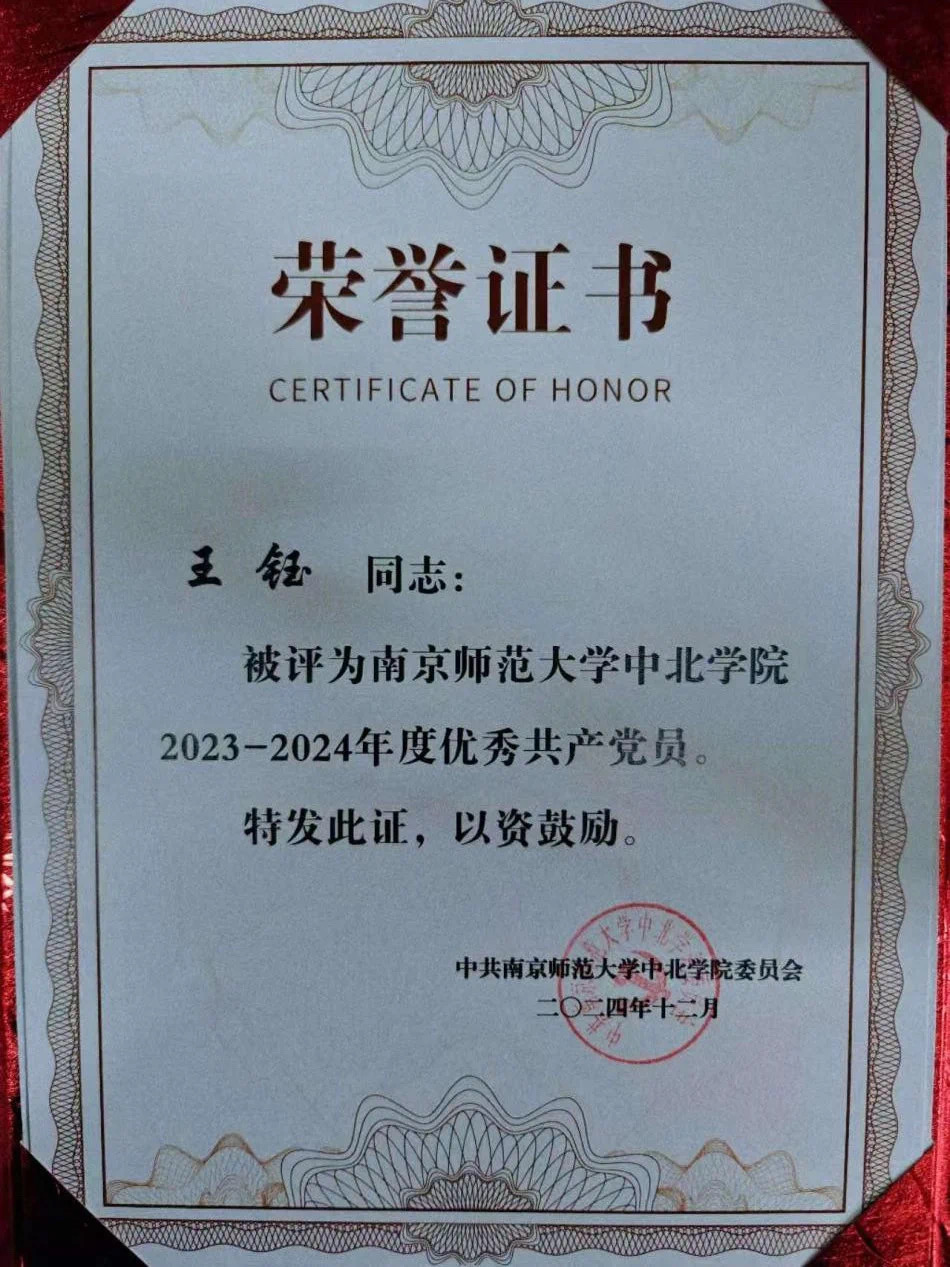 荣誉证书
CERTIFICATE OF HONOR
王 钰 同志：
被评为南京师范大学中北学院
2023-2024年度优秀共产党员。
特发此证，以资鼓励。
中共南京师范大学中北学院委员会
二〇二四年十二月